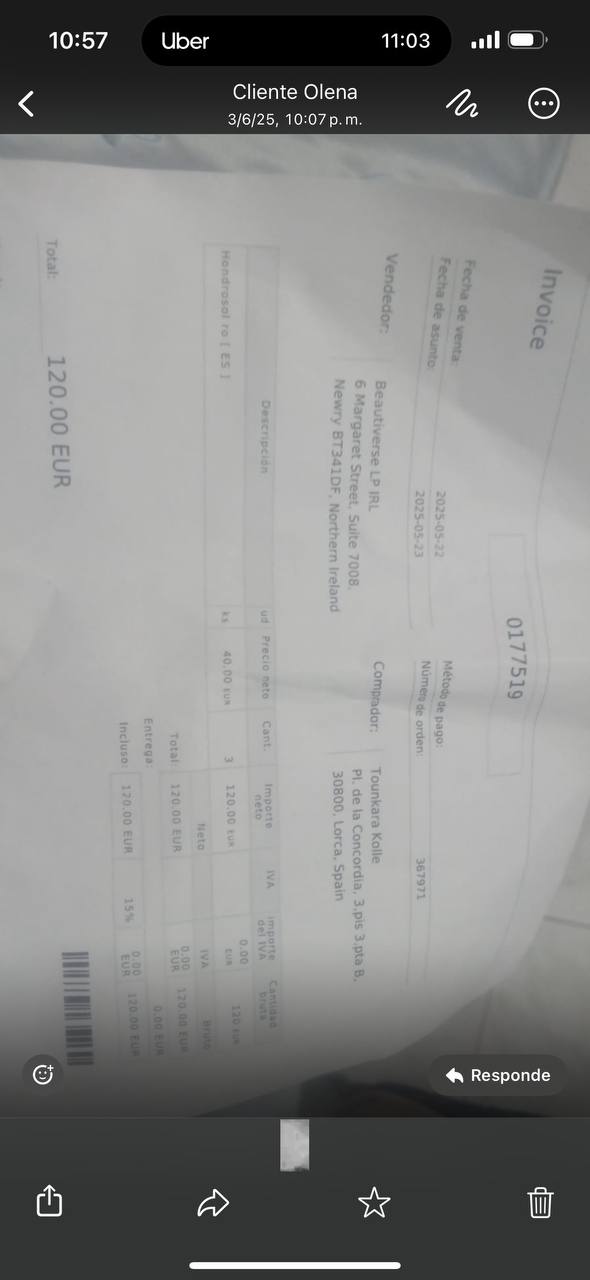 10:57
Uber
11:03
Cliente Olena
3/6/25, 10:07 p. m.
Invoice
0177519
Fecha de venta:
2025-05-22
Método de pago:
Fecha de asunto:
2025-05-23
Número de orden:
367971
Vendedor:
Beautiverse LP IRL
6 Margaret Street, Suite 7008,
Newry BT341DF, Northern Ireland
Comprador:
Tounkara Kolle
Pl. de la Concordia, 3,pis 3,pta B,
30800, Lorca, Spain
Descripción ud Precio neto Cant. Importe neto IVA Importe del IVA Cantidad bruta
Hondrosol ro [ ES ] ks 40.00 EUR 3 120.00 EUR 0.00 EUR 120 EUR
Neto IVA Bruto
Total: 120.00 EUR 0.00 EUR 120.00 EUR
Entrega: 0.00 EUR
Incluso: 120.00 EUR 15% 0.00 EUR 120.00 EUR
Total: 120.00 EUR
Responde